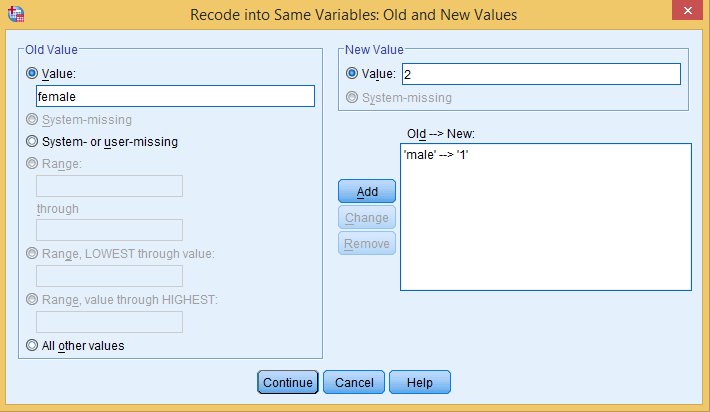 Recode into Same Variables: Old and New Values
Old Value
Value:
female
System-missing
System- or user-missing
Range:
through
Range, LOWEST through value:
Range, value through HIGHEST:
All other values
New Value
Value: 2
System-missing
Old --> New:
'male' --> '1'
Add
Change
Remove
Continue Cancel Help